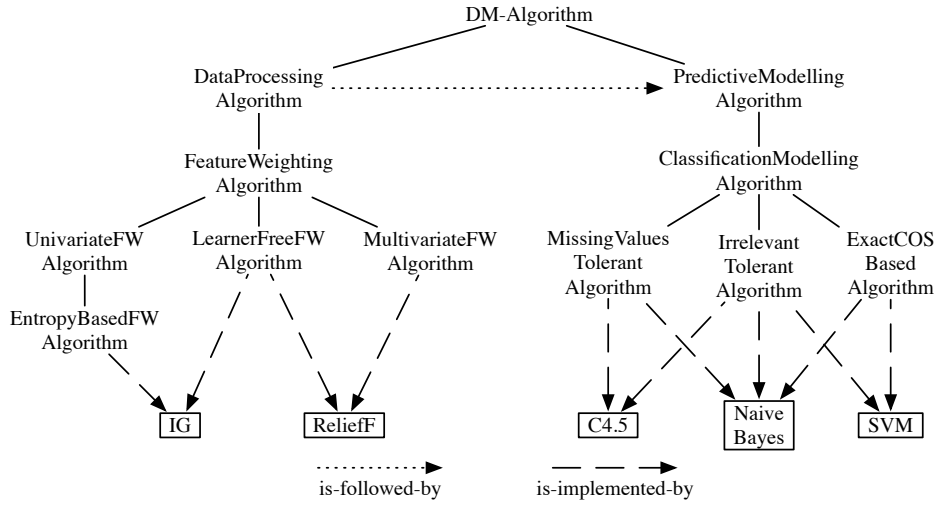 DM-Algorithm
DataProcessing
Algorithm
PredictiveModelling
Algorithm
FeatureWeighting
Algorithm
ClassificationModelling
Algorithm
UnivariateFW
Algorithm
LearnerFreeFW
Algorithm
MultivariateFW
Algorithm
MissingValues
Tolerant
Algorithm
Irrelevant
Tolerant
Algorithm
ExactCOS
Based
Algorithm
EntropyBasedFW
Algorithm
IG
ReliefF
C4.5
Naive
Bayes
SVM
is-followed-by
is-implemented-by